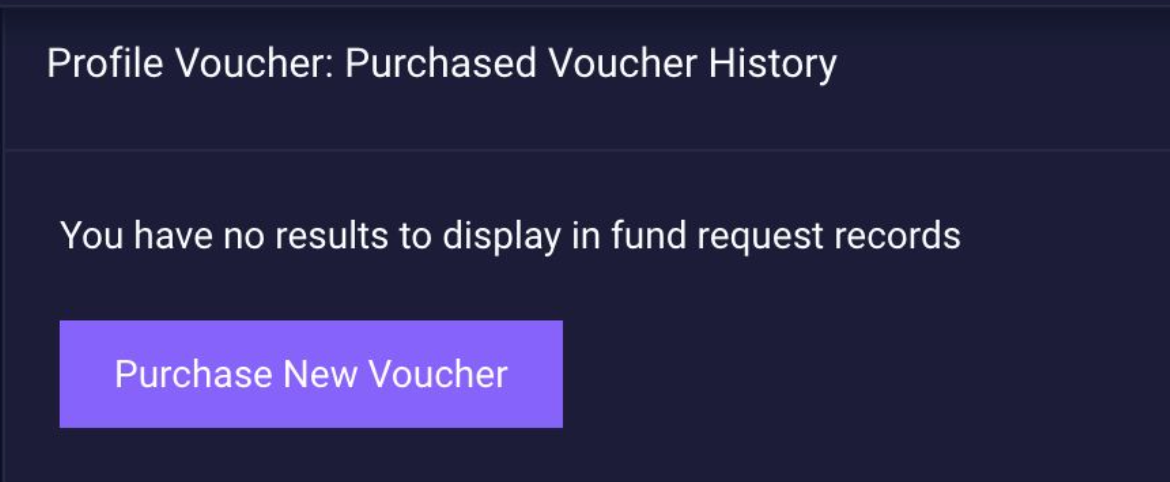 Profile Voucher: Purchased Voucher History
You have no results to display in fund request records
Purchase New Voucher